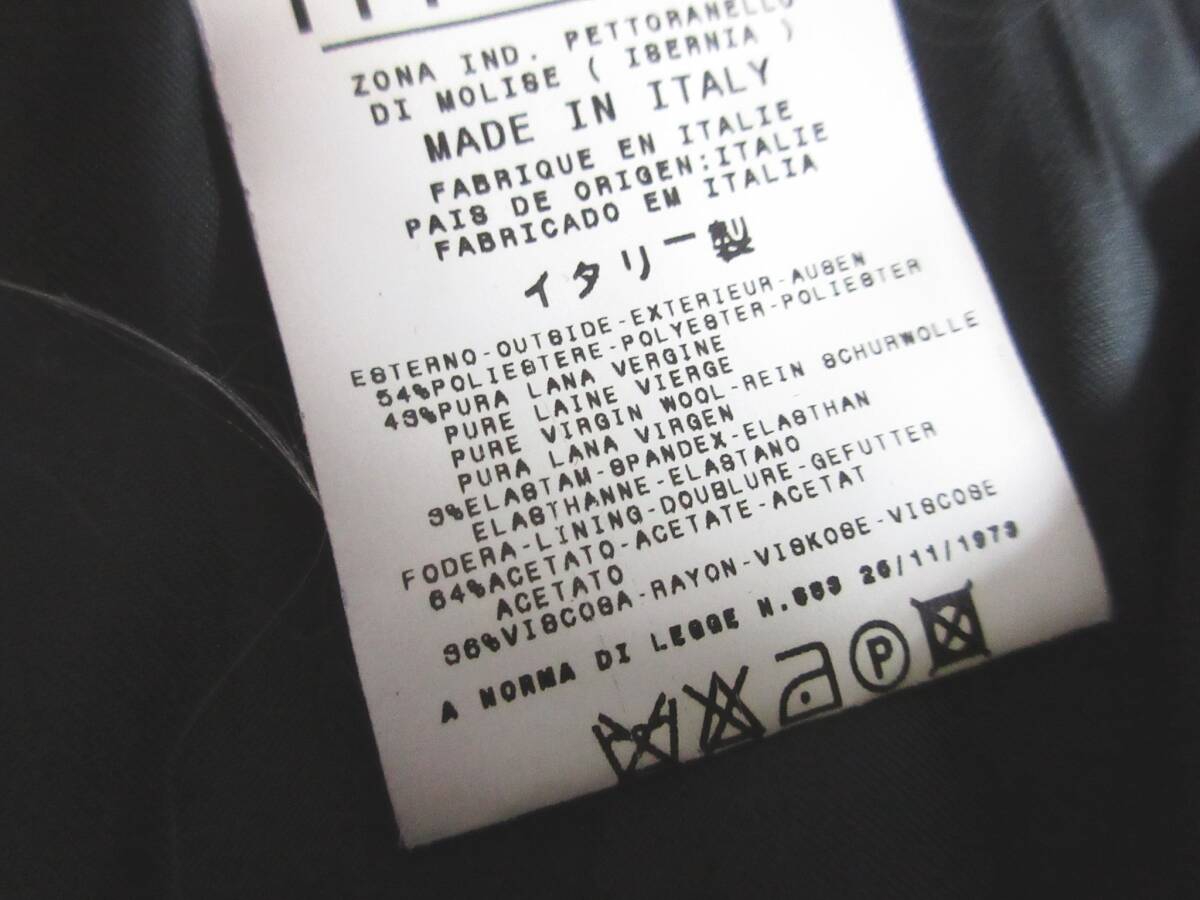 ZONA IND. PETTORANELLO
DI MOLISE ( ISERNIA )
MADE IN ITALY
FABRIQUE EN ITALIE
PAIS DE ORIGEN:ITALIE
FABRICADO EM ITALIA
イタリー製
ESTERNO-OUTSIDE-EXTERIEUR-AUSEN
54%POLIESTERE-POLYESTER-POLIESTER
43%PURA LANA VERGINE
PURE LAINE VIERGE
PURE VIRGIN WOOL-REIN SCHURWOLLE
PURA LANA VIRGEN
3%ELASTAM-SPANDEX-ELASTHAN
ELASTHANNE-ELASTANO
FODERA-LINING-DOUBLURE-GEFUTTER
64%ACETATO-ACETATE-ACETAT
ACETATO
36%VISCOSA-RAYON-VISKOSE-VISCOSE
A NORMA DI LEGGE N.883 26/11/1973
P